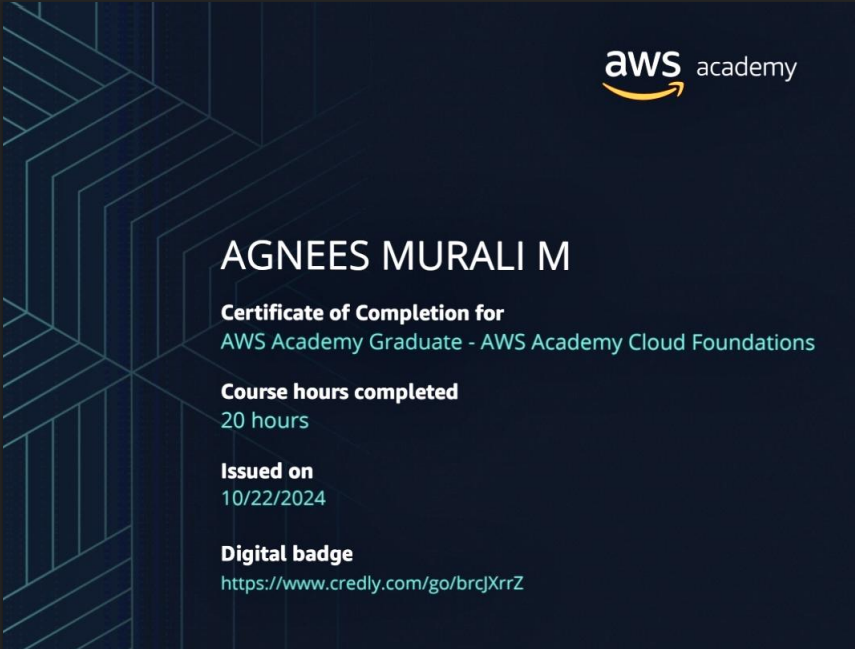 aws academy
AGNEES MURALI M
Certificate of Completion for
AWS Academy Graduate - AWS Academy Cloud Foundations
Course hours completed
20 hours
Issued on
10/22/2024
Digital badge
https://www.credly.com/go/brcJXrrZ